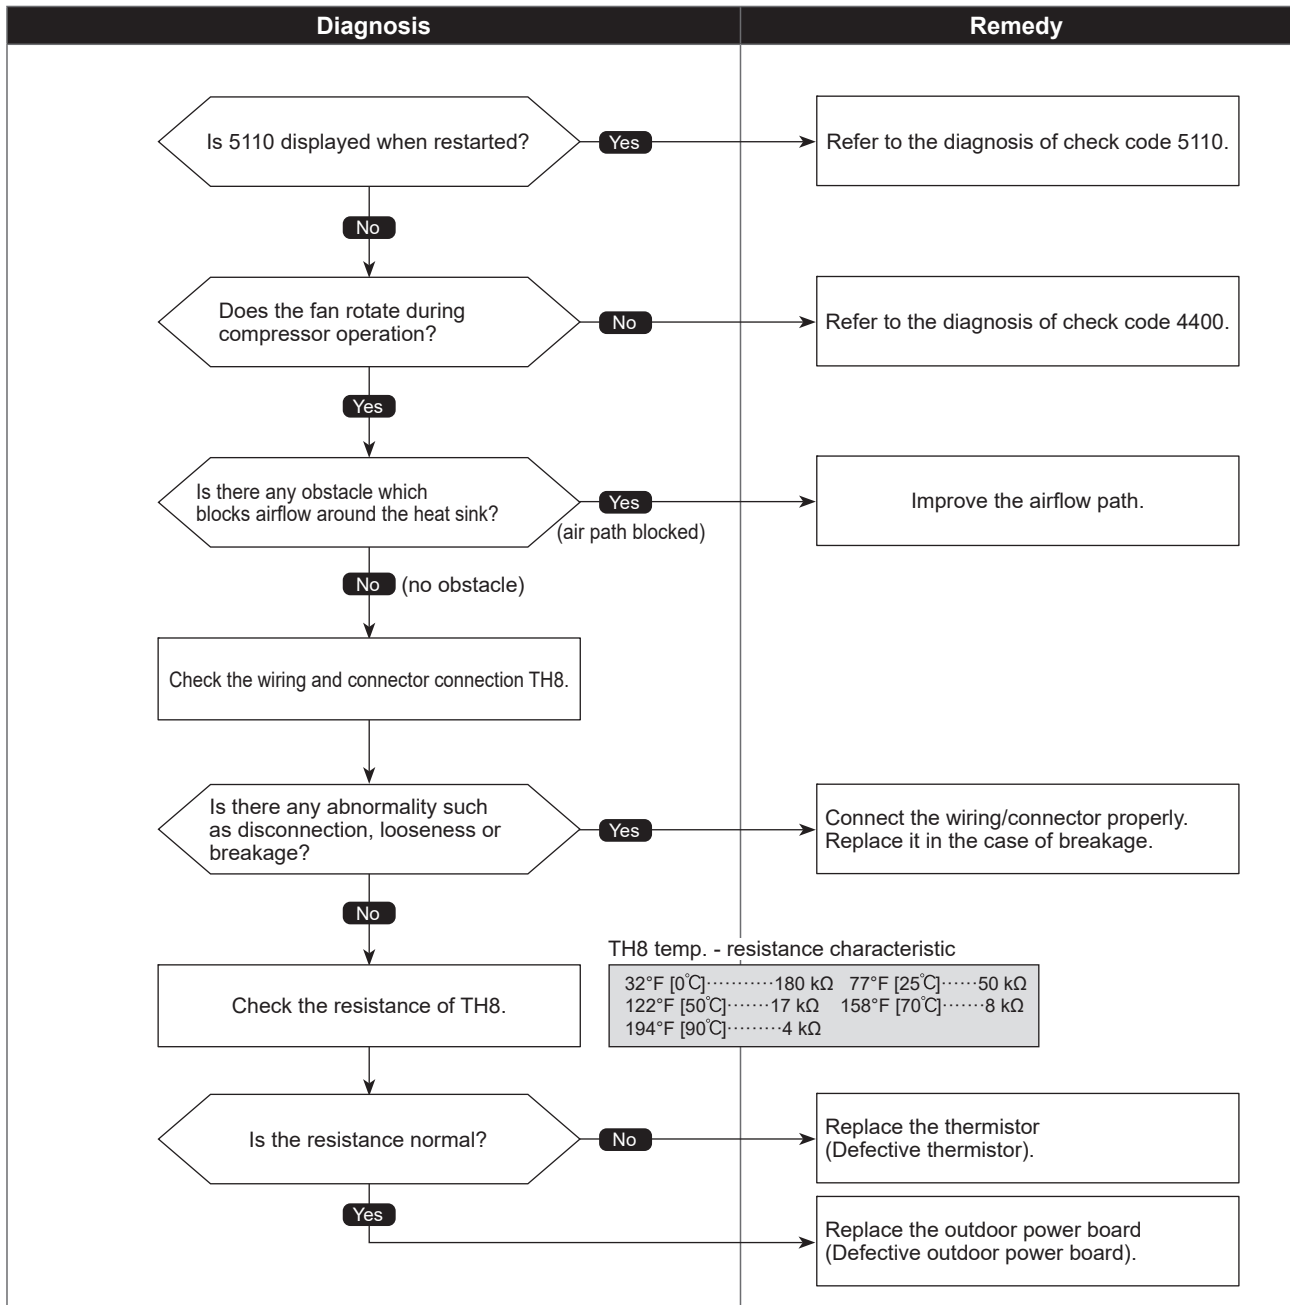 Diagnosis
Remedy
Is 5110 displayed when restarted?
Yes
Refer to the diagnosis of check code 5110.
No
Does the fan rotate during
compressor operation?
No
Refer to the diagnosis of check code 4400.
Yes
Is there any obstacle which
blocks airflow around the heat sink?
Yes
(air path blocked)
Improve the airflow path.
No (no obstacle)
Check the wiring and connector connection TH8.
Is there any abnormality such
as disconnection, looseness or
breakage?
Yes
Connect the wiring/connector properly.
Replace it in the case of breakage.
No
TH8 temp. - resistance characteristic
32°F [0℃]···········180 kΩ 77°F [25℃]······50 kΩ
122°F [50℃]·······17 kΩ 158°F [70℃]·······8 kΩ
194°F [90℃]·········4 kΩ
Check the resistance of TH8.
Is the resistance normal?
No
Replace the thermistor
(Defective thermistor).
Yes
Replace the outdoor power board
(Defective outdoor power board).